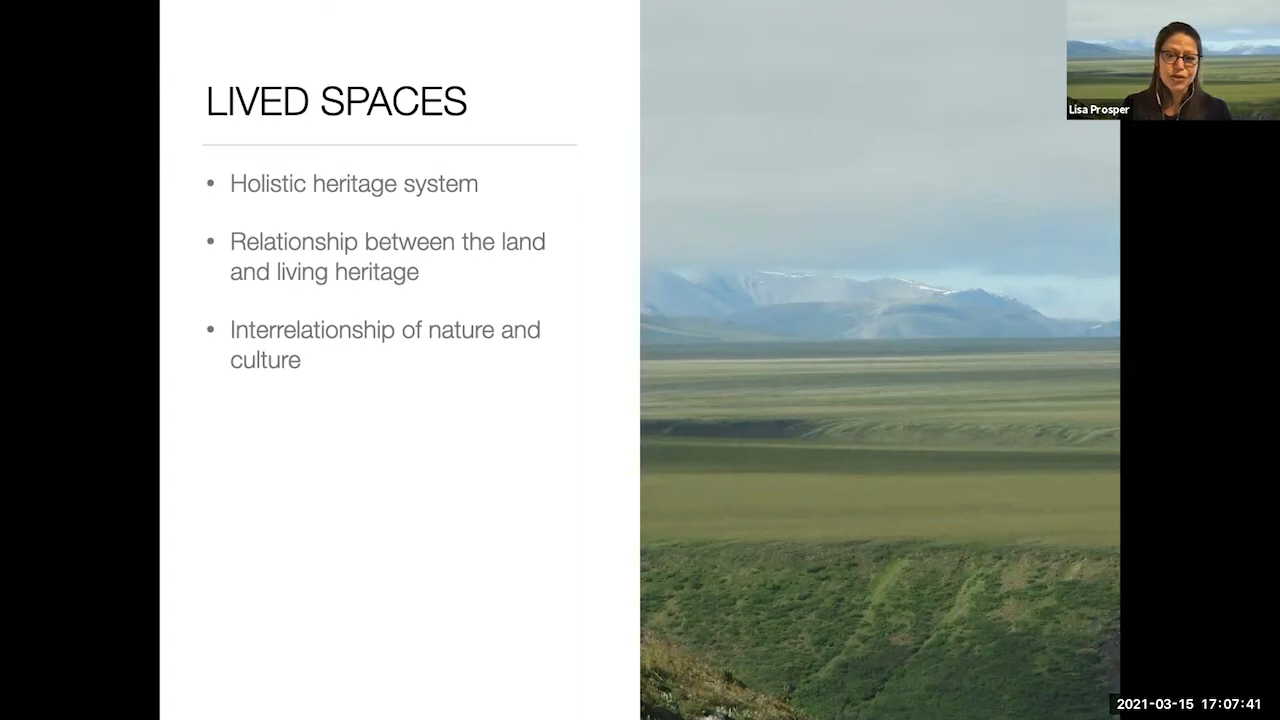 LIVED SPACES
• Holistic heritage system
• Relationship between the land
and living heritage
• Interrelationship of nature and
culture
Lisa Prosper
2021-03-15 17:07:41